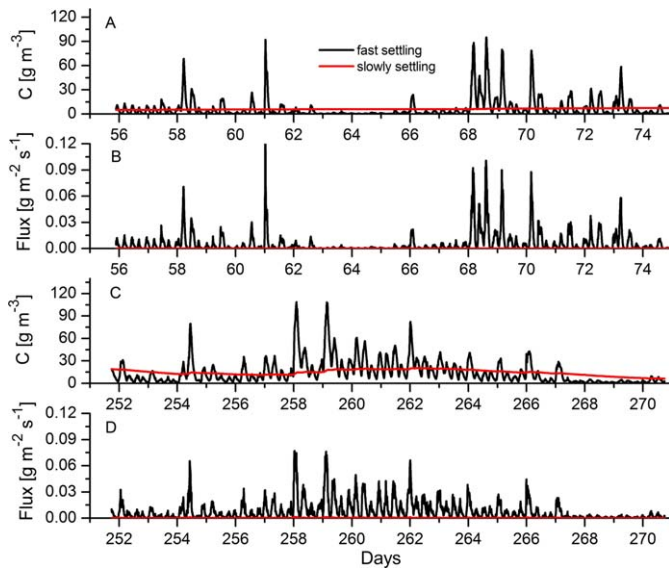 A
fast settling
slowly settling
C [g m⁻³]
120
90
60
30
0
56 58 60 62 64 66 68 70 72 74
B
Flux [g m⁻² s⁻¹]
0.12
0.09
0.06
0.03
0.00
56 58 60 62 64 66 68 70 72 74
C
C [g m⁻³]
120
90
60
30
0
252 254 256 258 260 262 264 266 268 270
D
Flux [g m⁻² s⁻¹]
0.12
0.09
0.06
0.03
0.00
252 254 256 258 260 262 264 266 268 270
Days